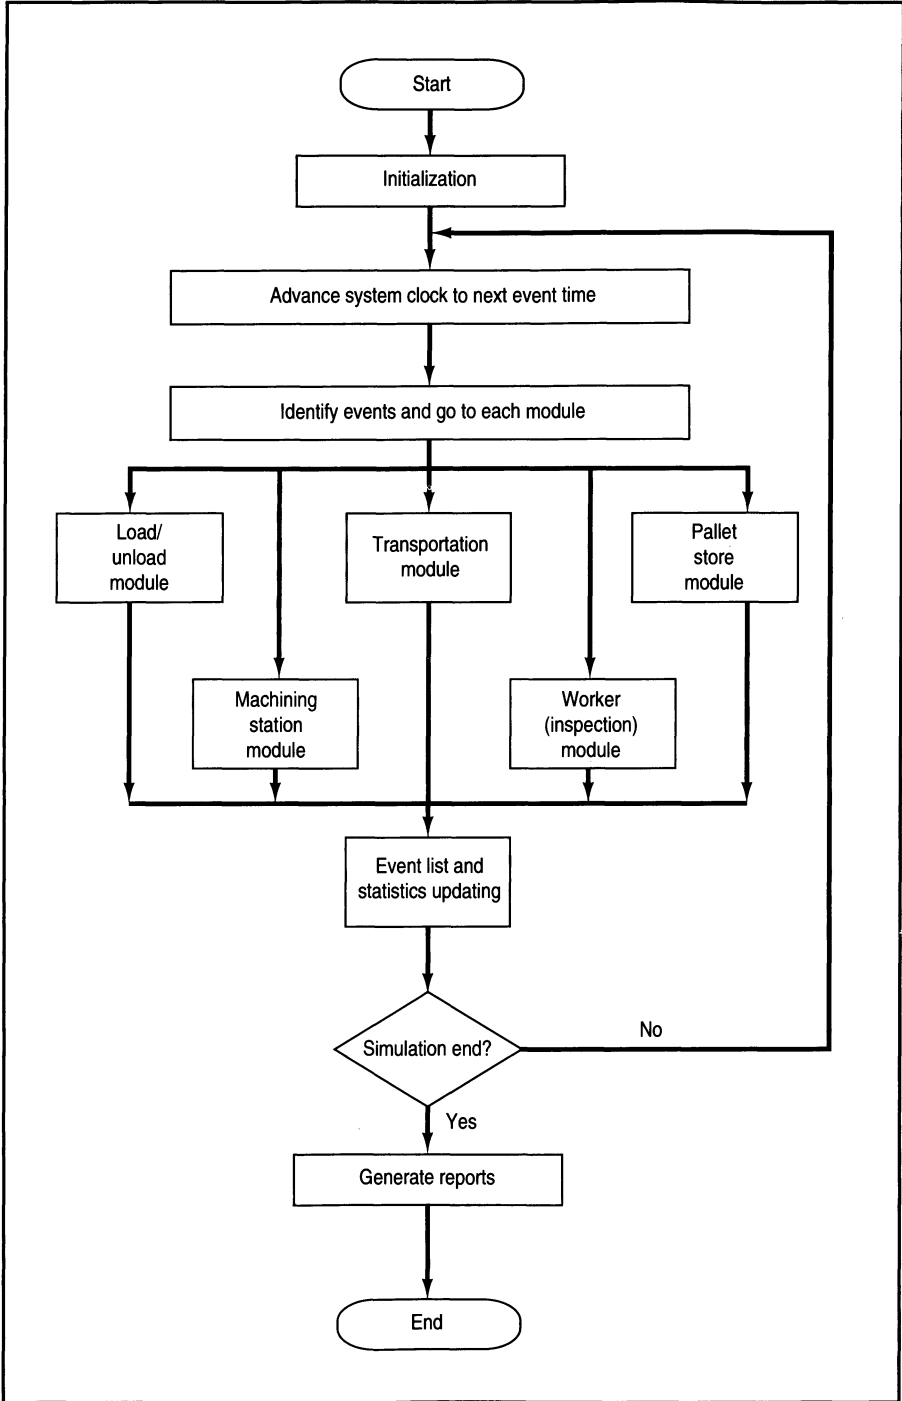 Start
Initialization
Advance system clock to next event time
Identify events and go to each module
Load/
unload
module
Transportation
module
Pallet
store
module
Machining
station
module
Worker
(inspection)
module
Event list and
statistics updating
Simulation end?
No
Yes
Generate reports
End